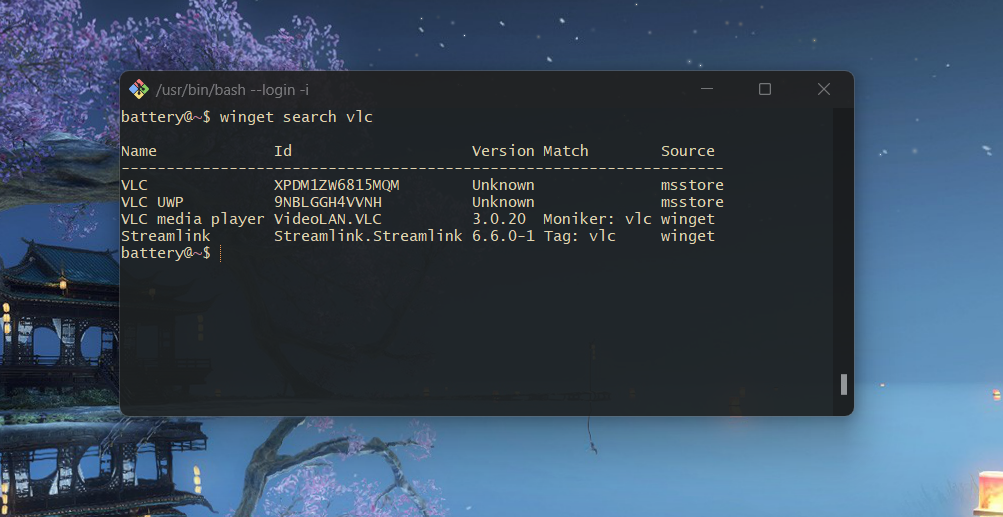 /usr/bin/bash --login -i
battery@~$ winget search vlc
Name Id Version Match Source
-------------------------------------------------------------------
VLC XPDM1ZW6815MQM Unknown msstore
VLC UWP 9NBLGGH4VVNH Unknown msstore
VLC media player VideoLAN.VLC 3.0.20 Moniker: vlc winget
Streamlink Streamlink.Streamlink 6.6.0-1 Tag: vlc winget
battery@~$